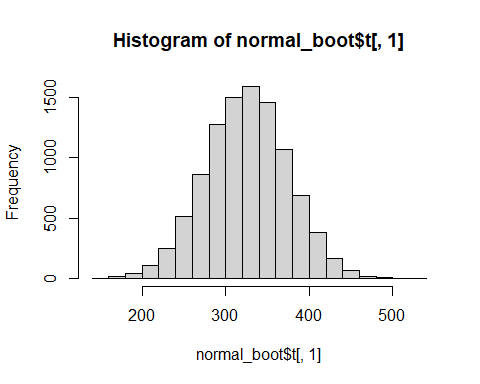 Histogram of normal_boot$t[, 1]
Frequency
1500
1000
500
0
200 300 400 500
normal_boot$t[, 1]